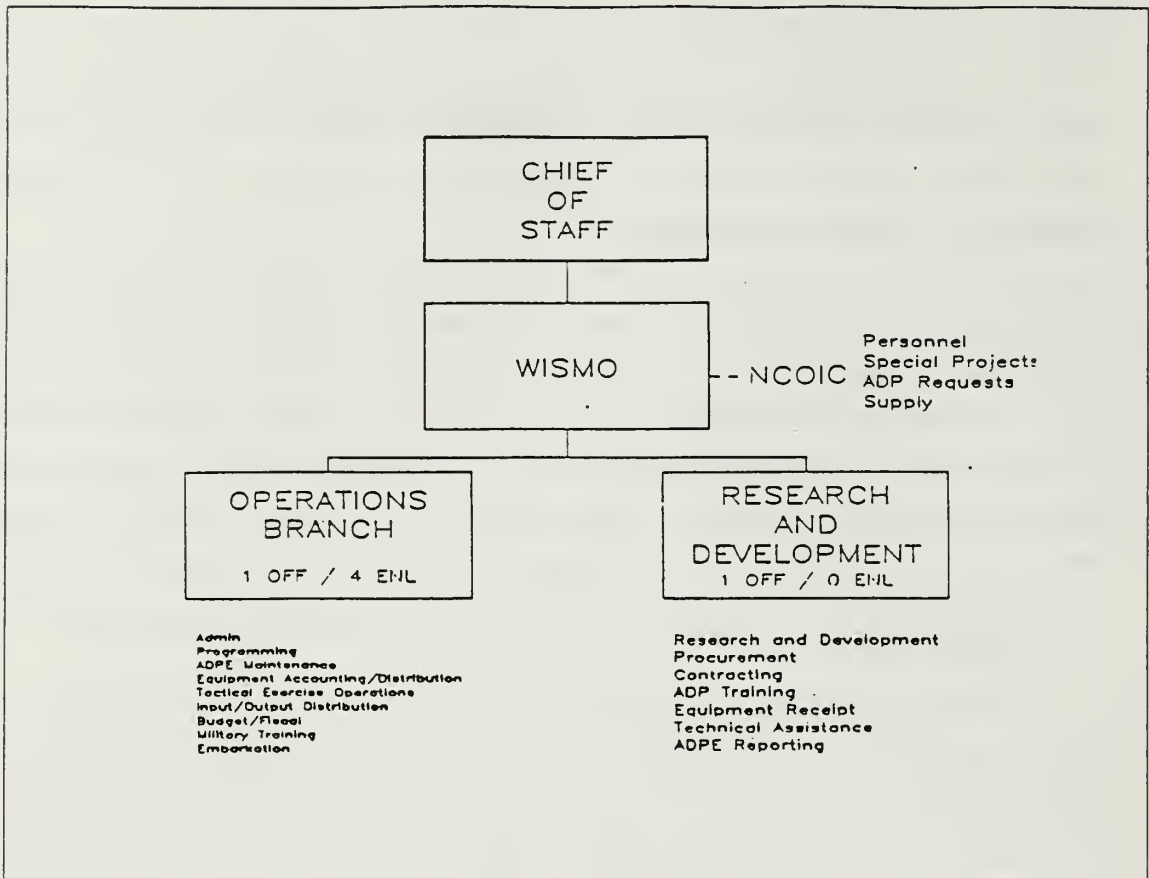 CHIEF
OF
STAFF
WISMO
NCOIC
Personnel
Special Projects
ADP Requests
Supply
OPERATIONS
BRANCH
1 OFF / 4 ENL
RESEARCH
AND
DEVELOPMENT
1 OFF / 0 ENL
Admin
Programming
ADPE Maintenance
Equipment Accounting/Distribution
Tactical Exercise Operations
Input/Output Distribution
Budget/Fiscal
Military Training
Embarkation
Research and Development
Procurement
Contracting
ADP Training
Equipment Receipt
Technical Assistance
ADPE Reporting